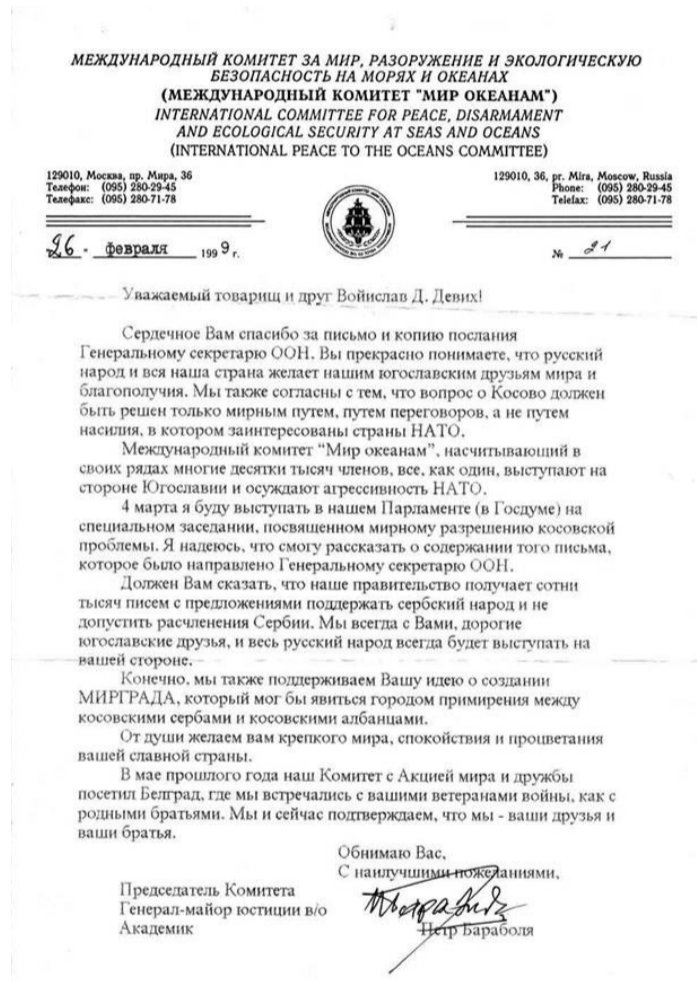 МЕЖДУНАРОДНЫЙ КОМИТЕТ ЗА МИР, РАЗОРУЖЕНИЕ И ЭКОЛОГИЧЕСКУЮ
БЕЗОПАСНОСТЬ НА МОРЯХ И ОКЕАНАХ
(МЕЖДУНАРОДНЫЙ КОМИТЕТ "МИР ОКЕАНАМ")
INTERNATIONAL COMMITTEE FOR PEACE, DISARMAMENT
AND ECOLOGICAL SECURITY AT SEAS AND OCEANS
(INTERNATIONAL PEACE TO THE OCEANS COMMITTEE)
129010, Москва, пр. Мира, 36
Телефон: (095) 280-29-45
Телефакс: (095) 280-71-78
129010, 36, pr. Mira, Moscow, Russia
Phone: (095) 280-29-45
Telefax: (095) 280-71-78
26 - февраля 1999 г.
№ 21
Уважаемый товарищ и друг Войислав Д. Девих!
Сердечное Вам спасибо за письмо и копию послания
Генеральному секретарю ООН. Вы прекрасно понимаете, что русский
народ и вся наша страна желает нашим югославским друзьям мира и
благополучия. Мы также согласны с тем, что вопрос о Косово должен
быть решен только мирным путем, путем переговоров, а не путем
насилия, в котором заинтересованы страны НАТО.
Международный комитет “Мир океанам”, насчитывающий в
своих рядах многие десятки тысяч членов, все, как один, выступают на
стороне Югославии и осуждают агрессивность НАТО.
4 марта я буду выступать в нашем Парламенте (в Госдуме) на
специальном заседании, посвященном мирному разрешению косовской
проблемы. Я надеюсь, что смогу рассказать о содержании того письма,
которое было направлено Генеральному секретарю ООН.
Должен Вам сказать, что наше правительство получает сотни
тысяч писем с предложениями поддержать сербский народ и не
допустить расчленения Сербии. Мы всегда с Вами, дорогие
югославские друзья, и весь русский народ всегда будет выступать на
вашей стороне.
Конечно, мы также поддерживаем Вашу идею о создании
МИРГРАДА, который мог бы явиться городом примирения между
косовскими сербами и косовскими албанцами.
От души желаем вам крепкого мира, спокойствия и процветания
вашей славной страны.
В мае прошлого года наш Комитет с Акцией мира и дружбы
посетил Белград, где мы встречались с вашими ветеранами войны, как с
родными братьями. Мы и сейчас подтверждаем, что мы - ваши друзья и
ваши братья.
Обнимаю Вас,
С наилучшими пожеланиями,
Председатель Комитета
Генерал-майор юстиции в/о
Академик
Петр Бараболя